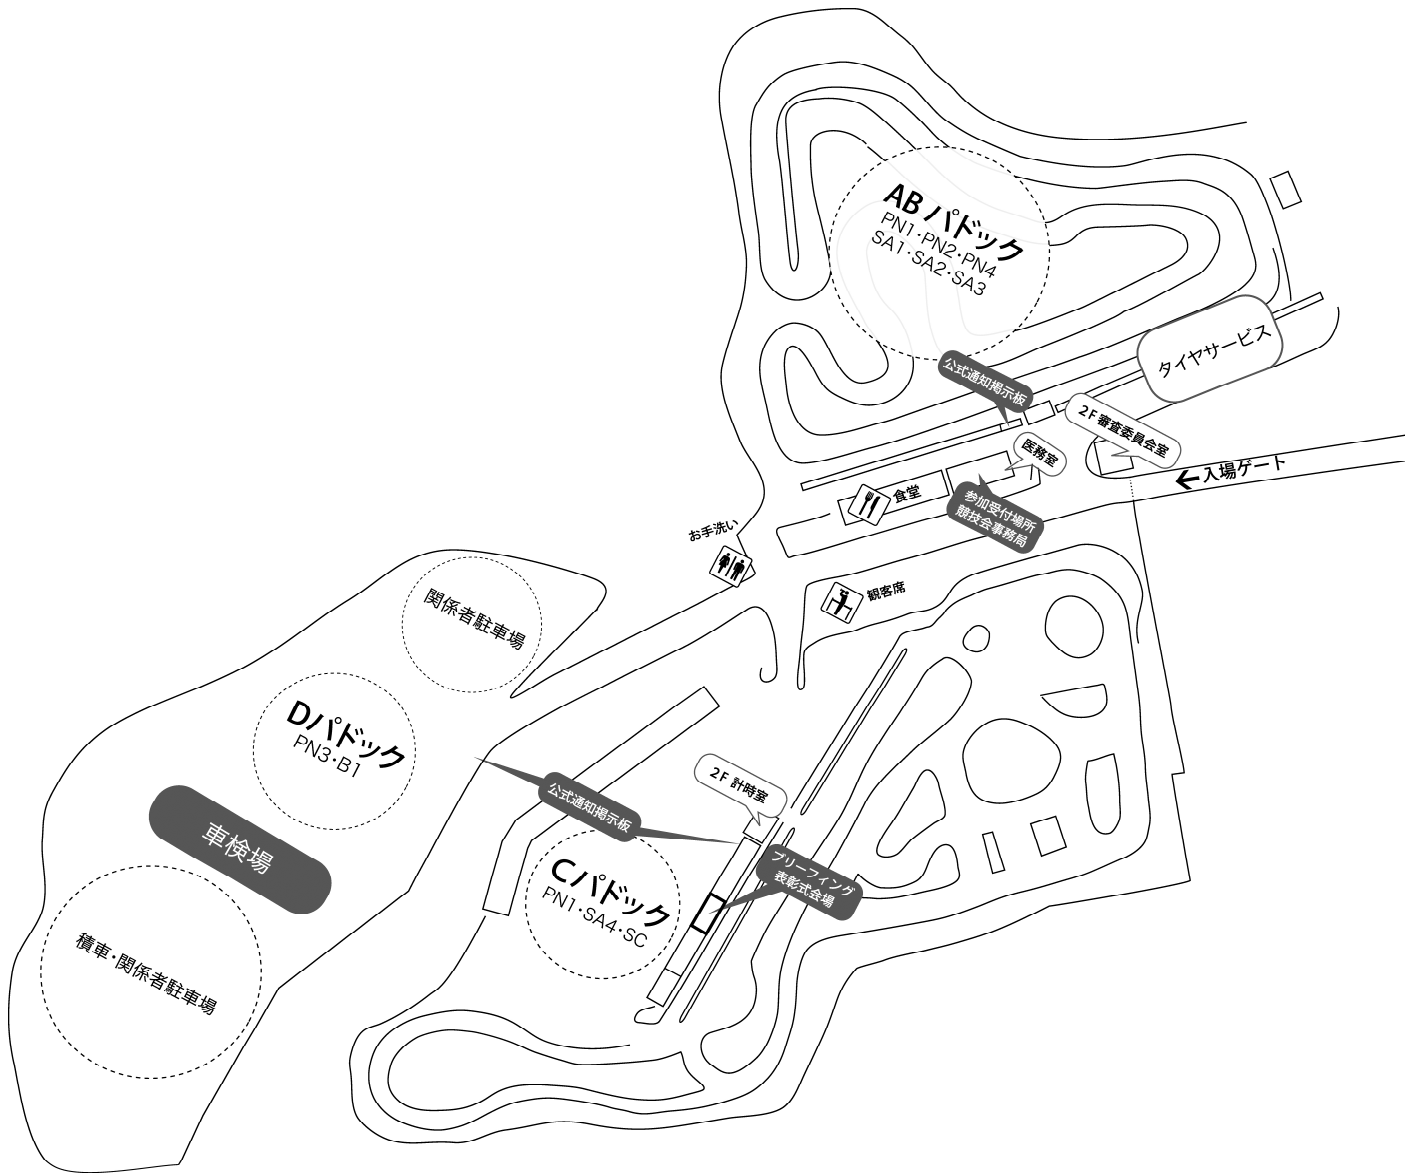 ABパドック
PN1・PN2・PN4
SA1・SA2・SA3
タイヤサービス
公式通知掲示板
2F 審査委員会室
医務室
入場ゲート
食堂
参加受付場所
競技会事務局
お手洗い
観客席
関係者駐車場
Dパドック
PN3・B1
2F 計時室
公式通知掲示板
車検場
ブリーフィング
表彰式会場
Cパドック
PN1・SA4・SC
積車・関係者駐車場